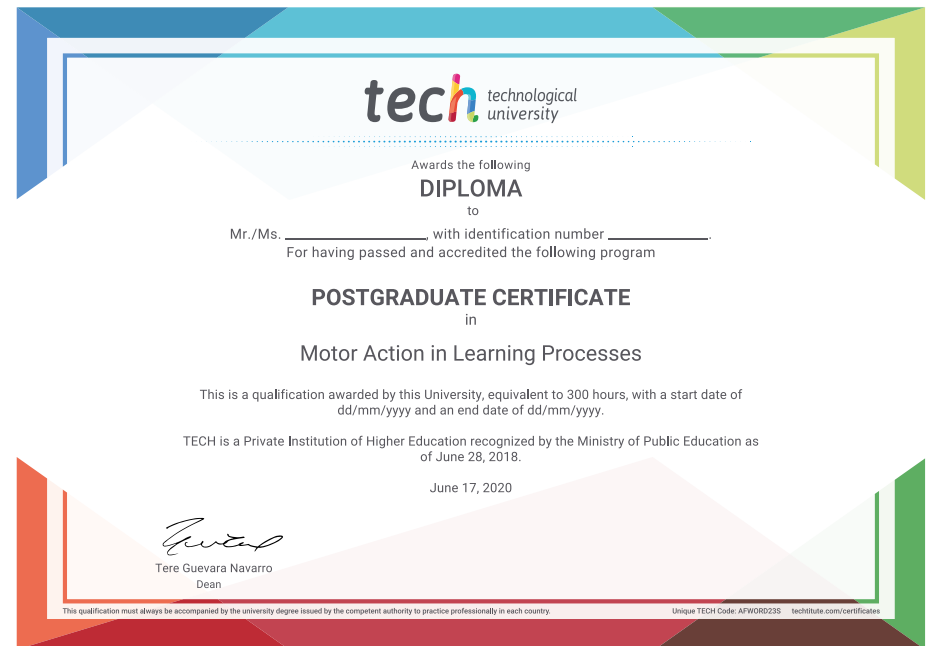 tech technological
university
Awards the following
DIPLOMA
to
Mr./Ms. ____________________, with identification number ______________.
For having passed and accredited the following program
POSTGRADUATE CERTIFICATE
in
Motor Action in Learning Processes
This is a qualification awarded by this University, equivalent to 300 hours, with a start date of
dd/mm/yyyy and an end date of dd/mm/yyyy.
TECH is a Private Institution of Higher Education recognized by the Ministry of Public Education as
of June 28, 2018.
June 17, 2020
Tere Guevara Navarro
Dean
This qualification must always be accompanied by the university degree issued by the competent authority to practice professionally in each country.
Unique TECH Code: AFWORD23S techtitute.com/certificates